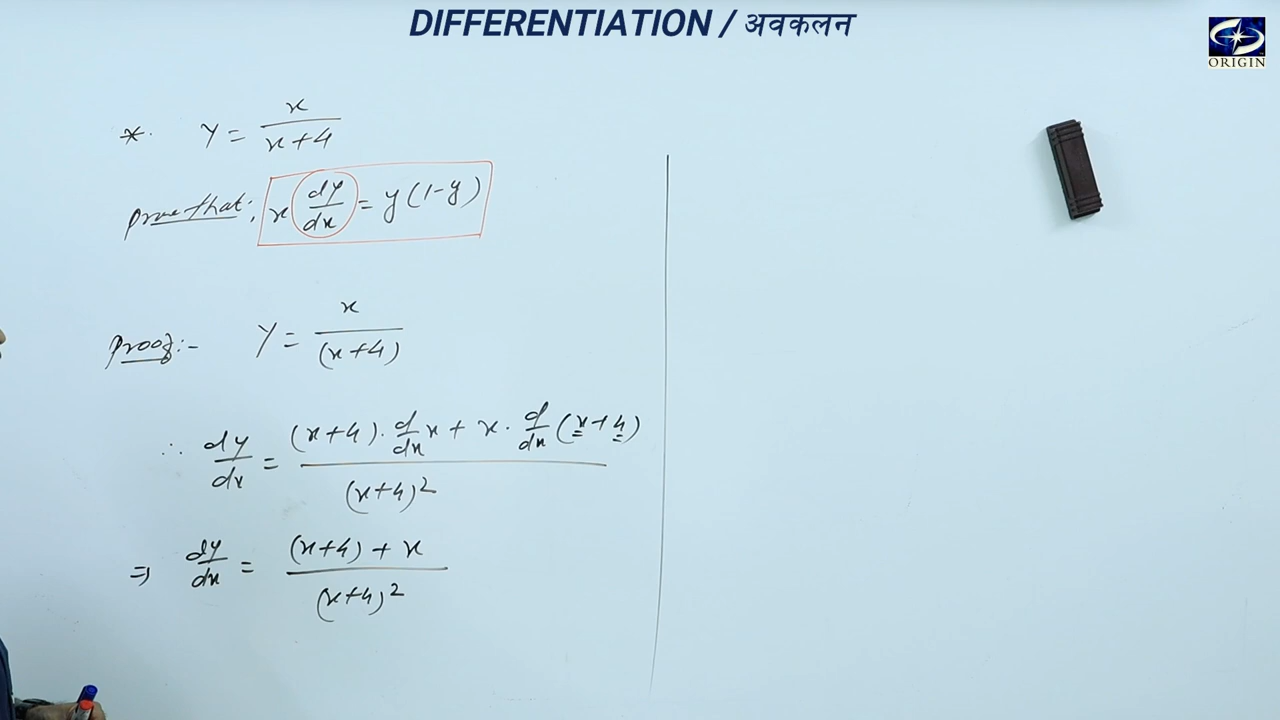 DIFFERENTIATION / अवकलन
ORIGIN
*. y = x/(x+4)
Prove that:, x dy/dx = y(1-y)
Proof:- y = x/(x+4)
∴ dy/dx = ((x+4). d/dx x + x. d/dx (x+4))/(x+4)²
⇒ dy/dx = ((x+4) + x)/(x+4)²